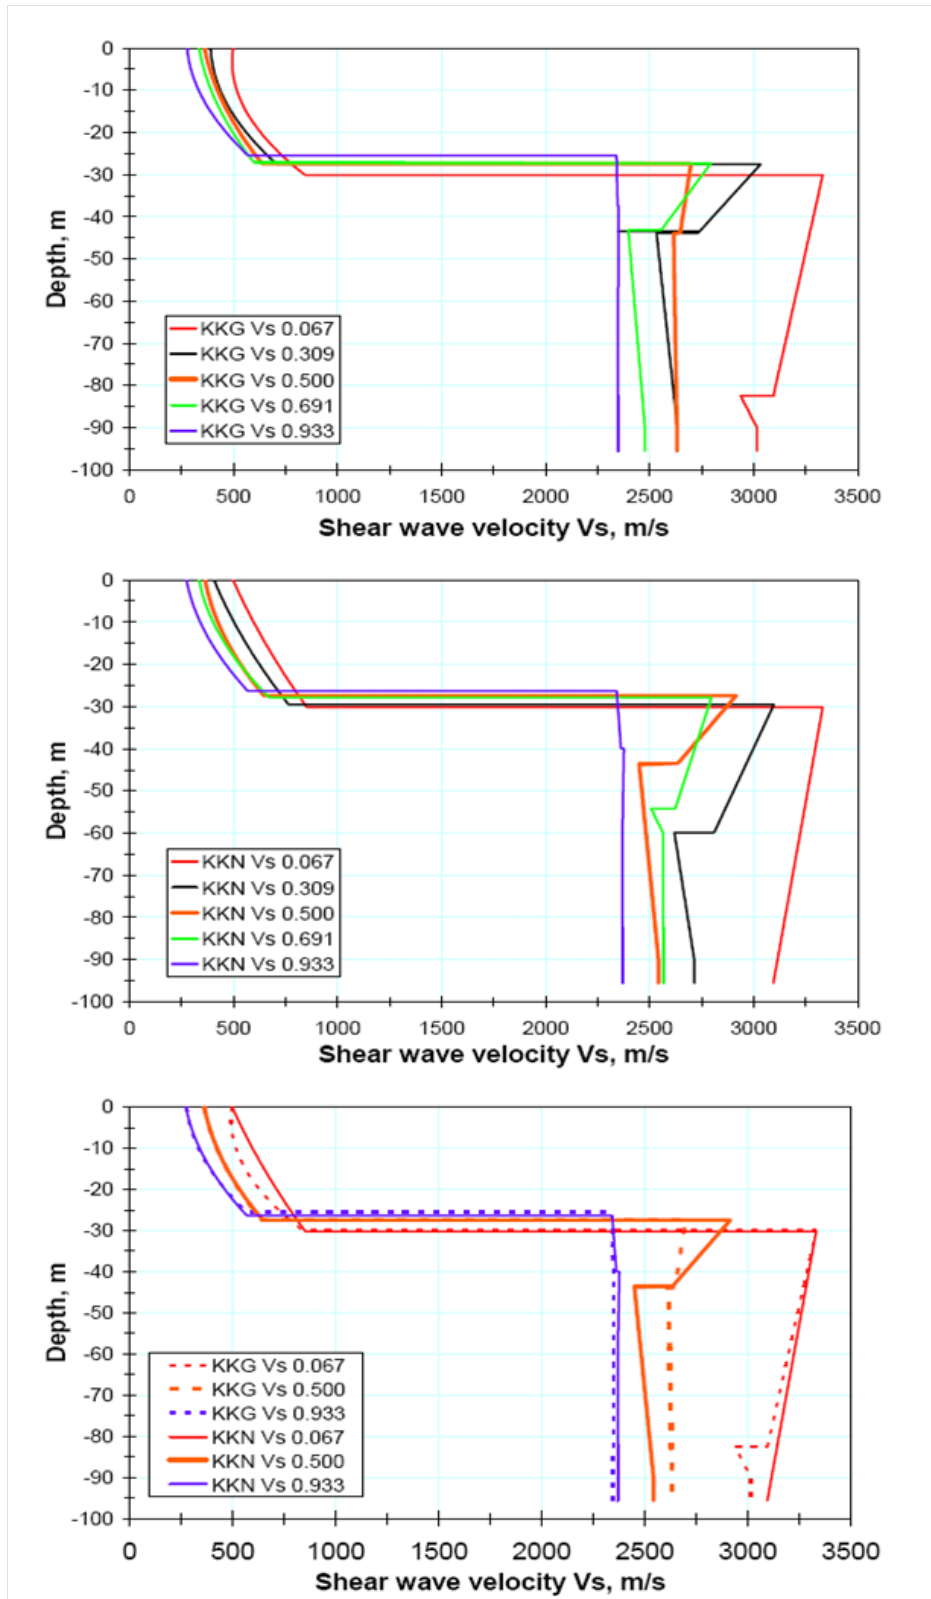 0
-10
-20
-30
-40
-50
-60
-70
-80
-90
-100
Depth, m
KKG Vs 0.067
KKG Vs 0.309
KKG Vs 0.500
KKG Vs 0.691
KKG Vs 0.933
0 500 1000 1500 2000 2500 3000 3500
Shear wave velocity Vs, m/s
0
-10
-20
-30
-40
-50
-60
-70
-80
-90
-100
Depth, m
KKN Vs 0.067
KKN Vs 0.309
KKN Vs 0.500
KKN Vs 0.691
KKN Vs 0.933
0 500 1000 1500 2000 2500 3000 3500
Shear wave velocity Vs, m/s
0
-10
-20
-30
-40
-50
-60
-70
-80
-90
-100
Depth, m
KKG Vs 0.067
KKG Vs 0.500
KKG Vs 0.933
KKN Vs 0.067
KKN Vs 0.500
KKN Vs 0.933
0 500 1000 1500 2000 2500 3000 3500
Shear wave velocity Vs, m/s